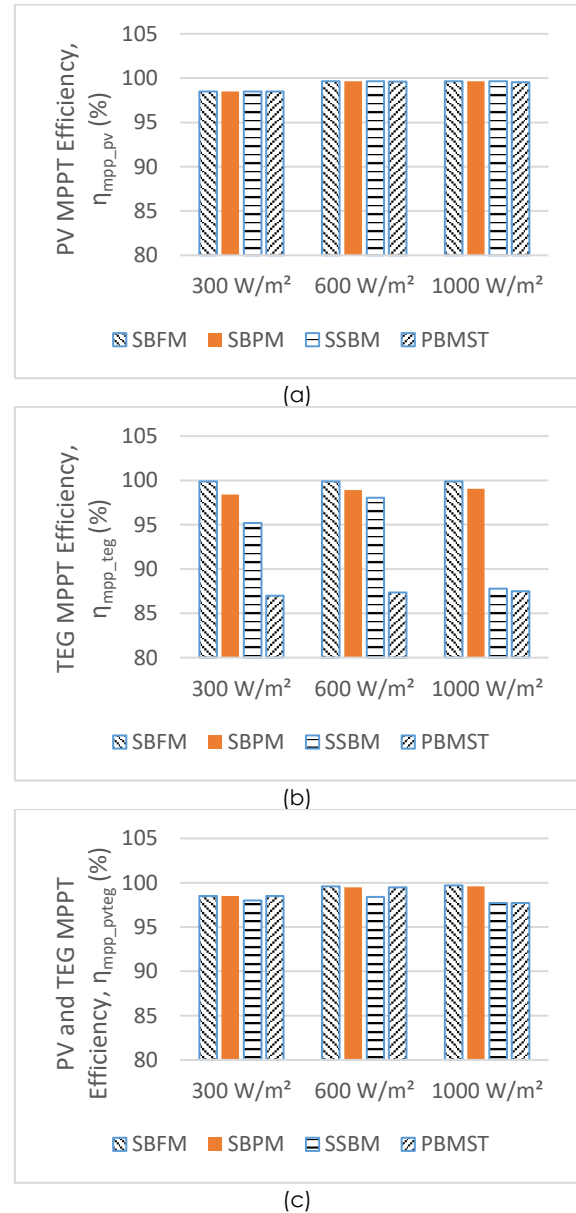 105
100
95
90
85
80
PV MPPT Efficiency,
η_mpp_pv (%)
300 W/m² 600 W/m² 1000 W/m²
SBFM SBPM SSBM PBMST
(a)
105
100
95
90
85
80
TEG MPPT Efficiency,
η_mpp_teg (%)
300 W/m² 600 W/m² 1000 W/m²
SBFM SBPM SSBM PBMST
(b)
105
100
95
90
85
80
PV and TEG MPPT
Efficiency, η_mpp_pvteg (%)
300 W/m² 600 W/m² 1000 W/m²
SBFM SBPM SSBM PBMST
(c)